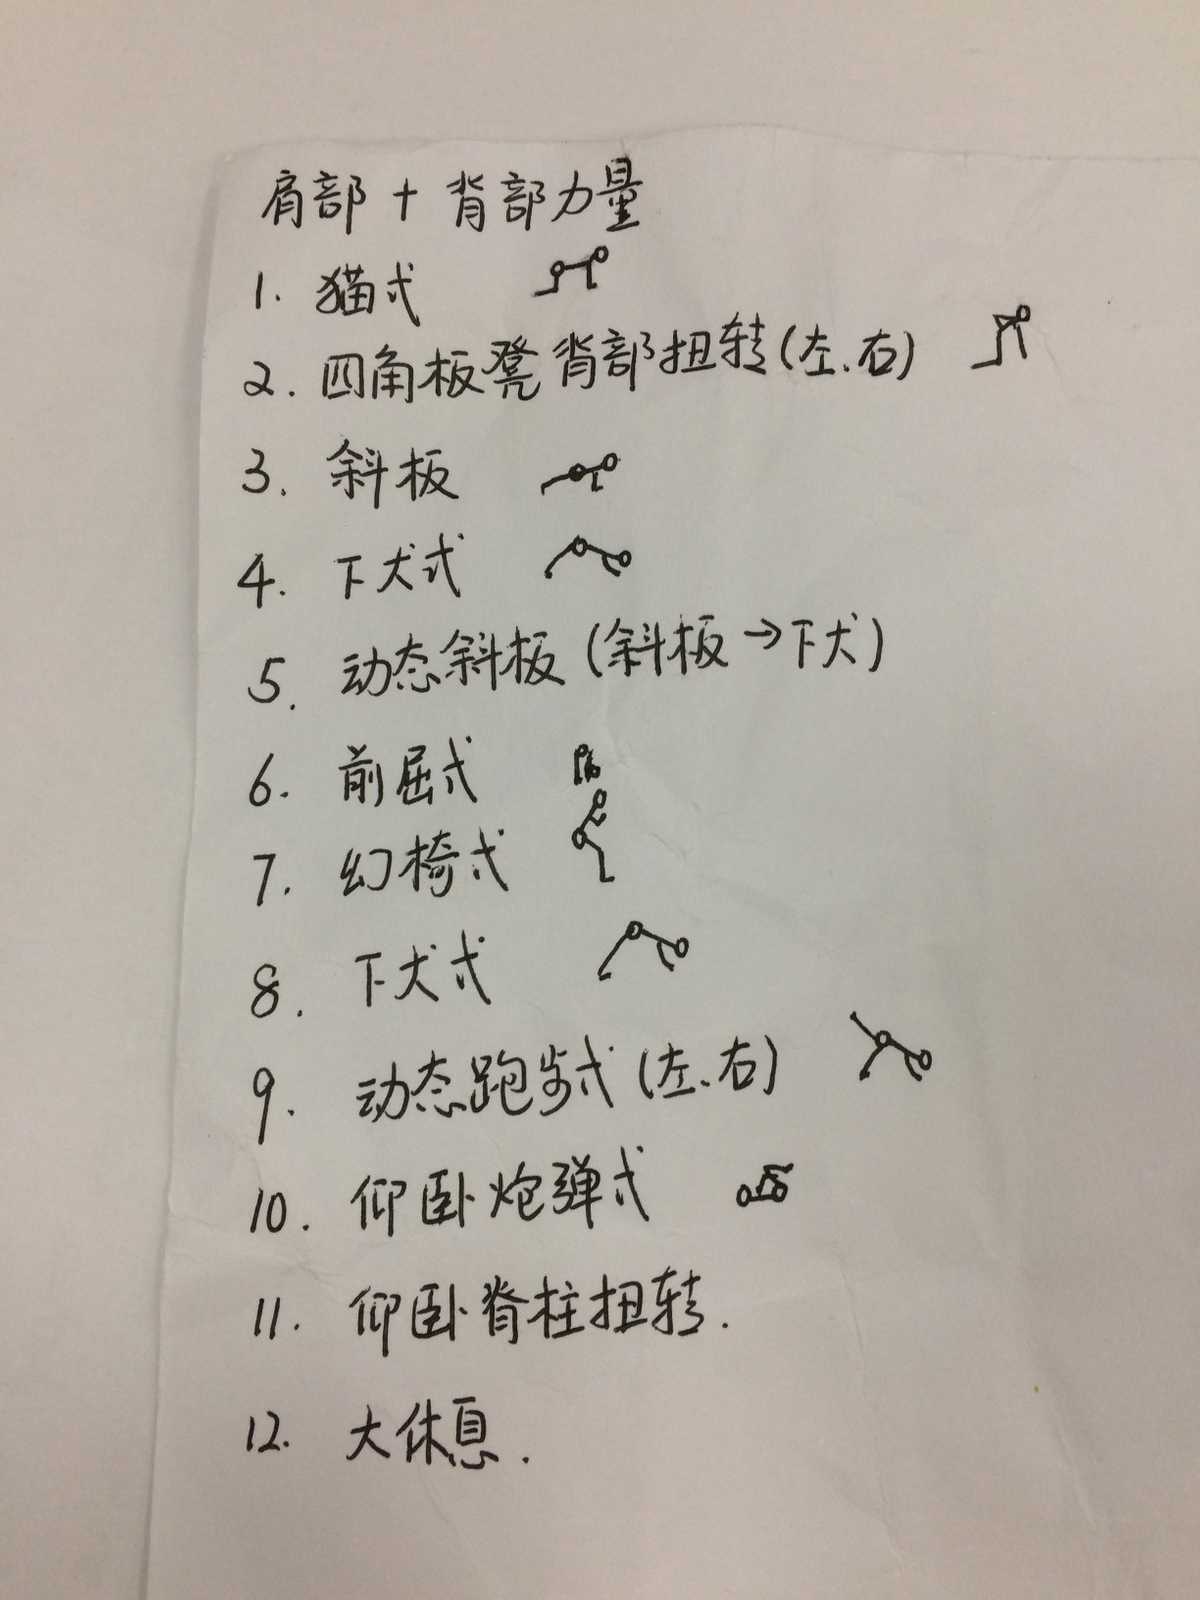 肩部 + 背部力量
1. 猫式
2. 四角板凳背部扭转(左、右)
3. 斜板
4. 下犬式
5. 动态斜板(斜板→下犬)
6. 前屈式
7. 幻椅式
8. 下犬式
9. 动态跑步式(左、右)
10. 仰卧炮弹式
11. 仰卧脊柱扭转.
12. 大休息.